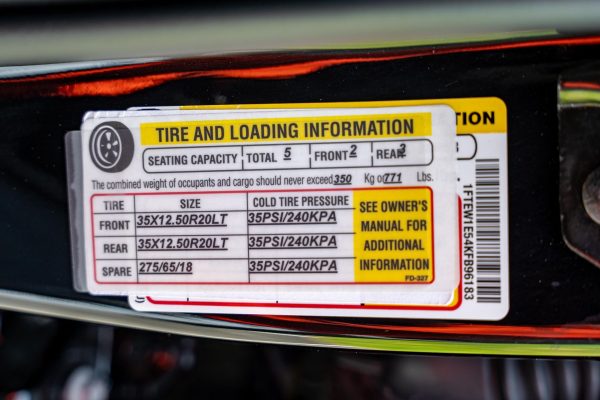 TION
TIRE AND LOADING INFORMATION
SEATING CAPACITY TOTAL 5 FRONT 2 REAR 3
The combined weight of occupants and cargo should never exceed 350 Kg or 771 Lbs.
TIRE SIZE COLD TIRE PRESSURE
FRONT 35X12.50R20LT 35PSI/240KPA
REAR 35X12.50R20LT 35PSI/240KPA
SPARE 275/65/18 35PSI/240KPA
SEE OWNER'S
MANUAL FOR
ADDITIONAL
INFORMATION
FD-327
1FTEW1E54KFB96183